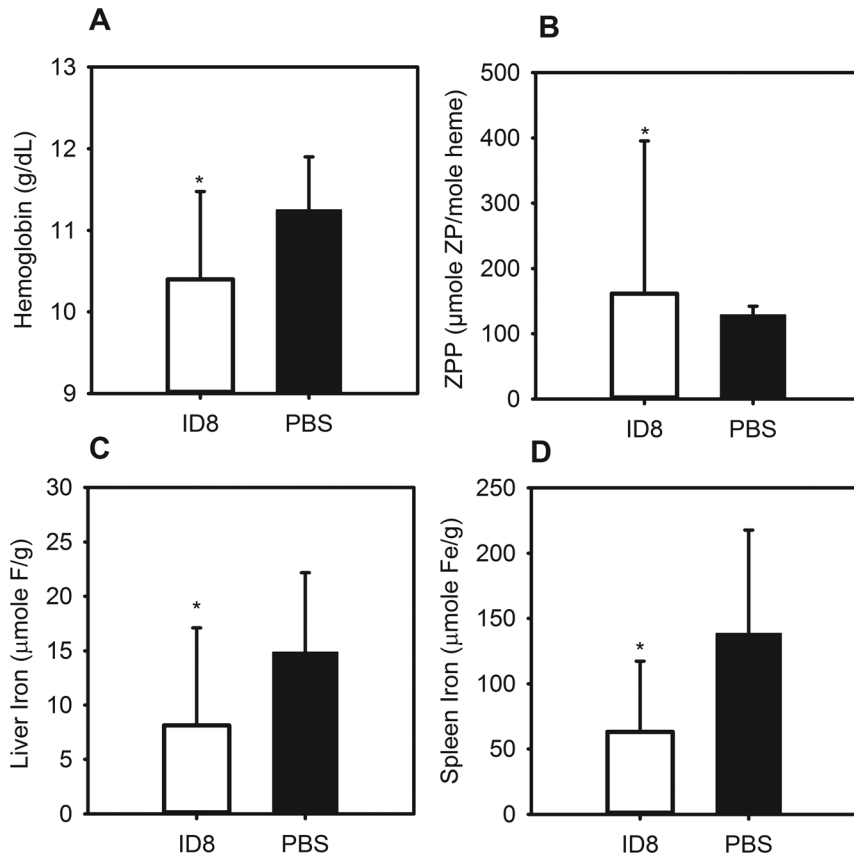 A
Hemoglobin (g/dL)
13
12
11
10
9
*
ID8
PBS
B
ZPP (μmole ZP/mole heme)
500
400
300
200
100
0
*
ID8
PBS
C
Liver Iron (μmole F/g)
30
25
20
15
10
5
0
*
ID8
PBS
D
Spleen Iron (μmole Fe/g)
250
200
150
100
50
0
*
ID8
PBS